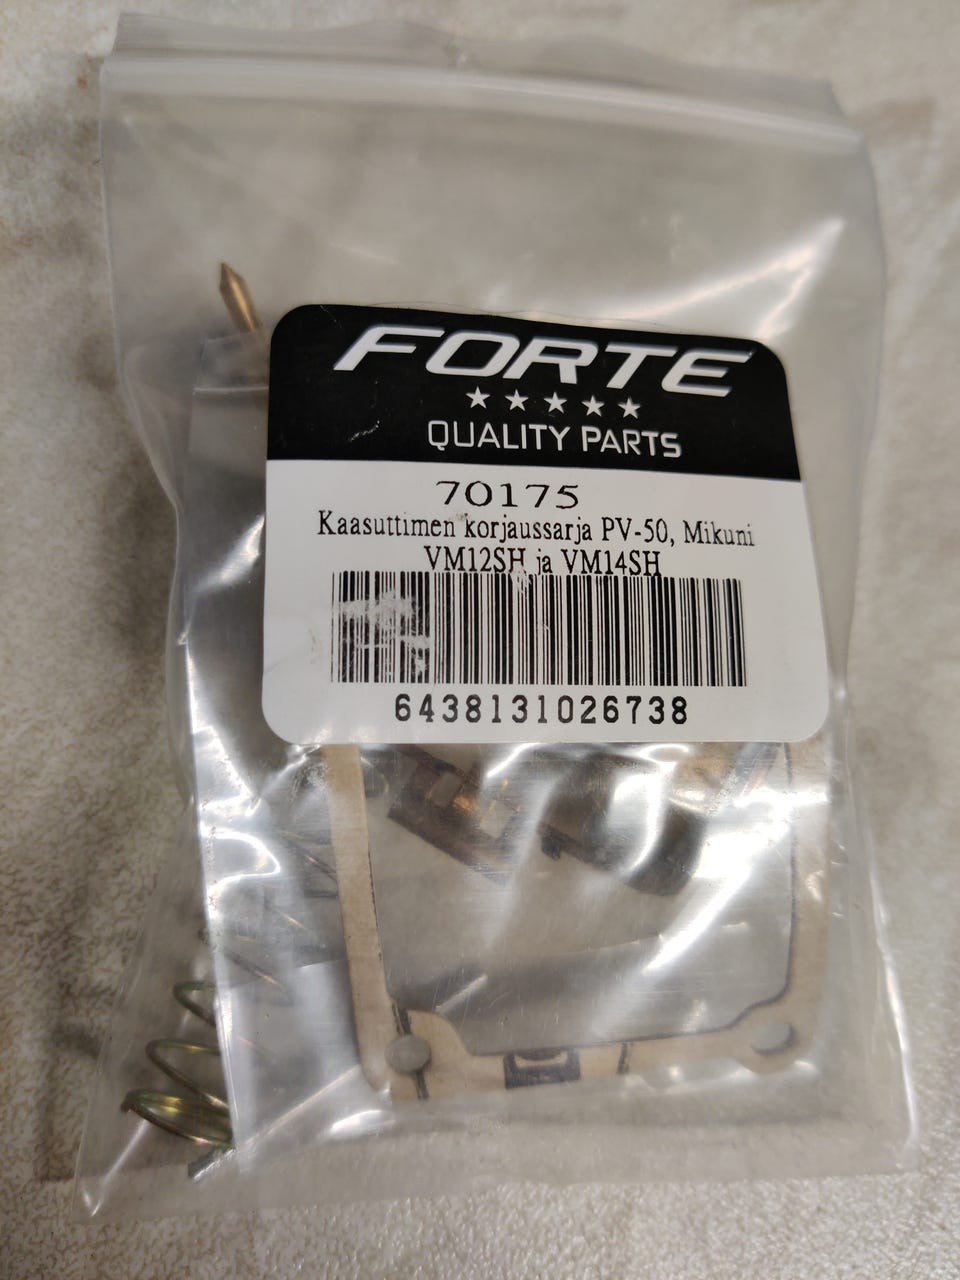 FORTE
QUALITY PARTS
70175
Kaasuttimen korjaussarja PV-50, Mikuni
VM12SH ja VM14SH
6438131026738